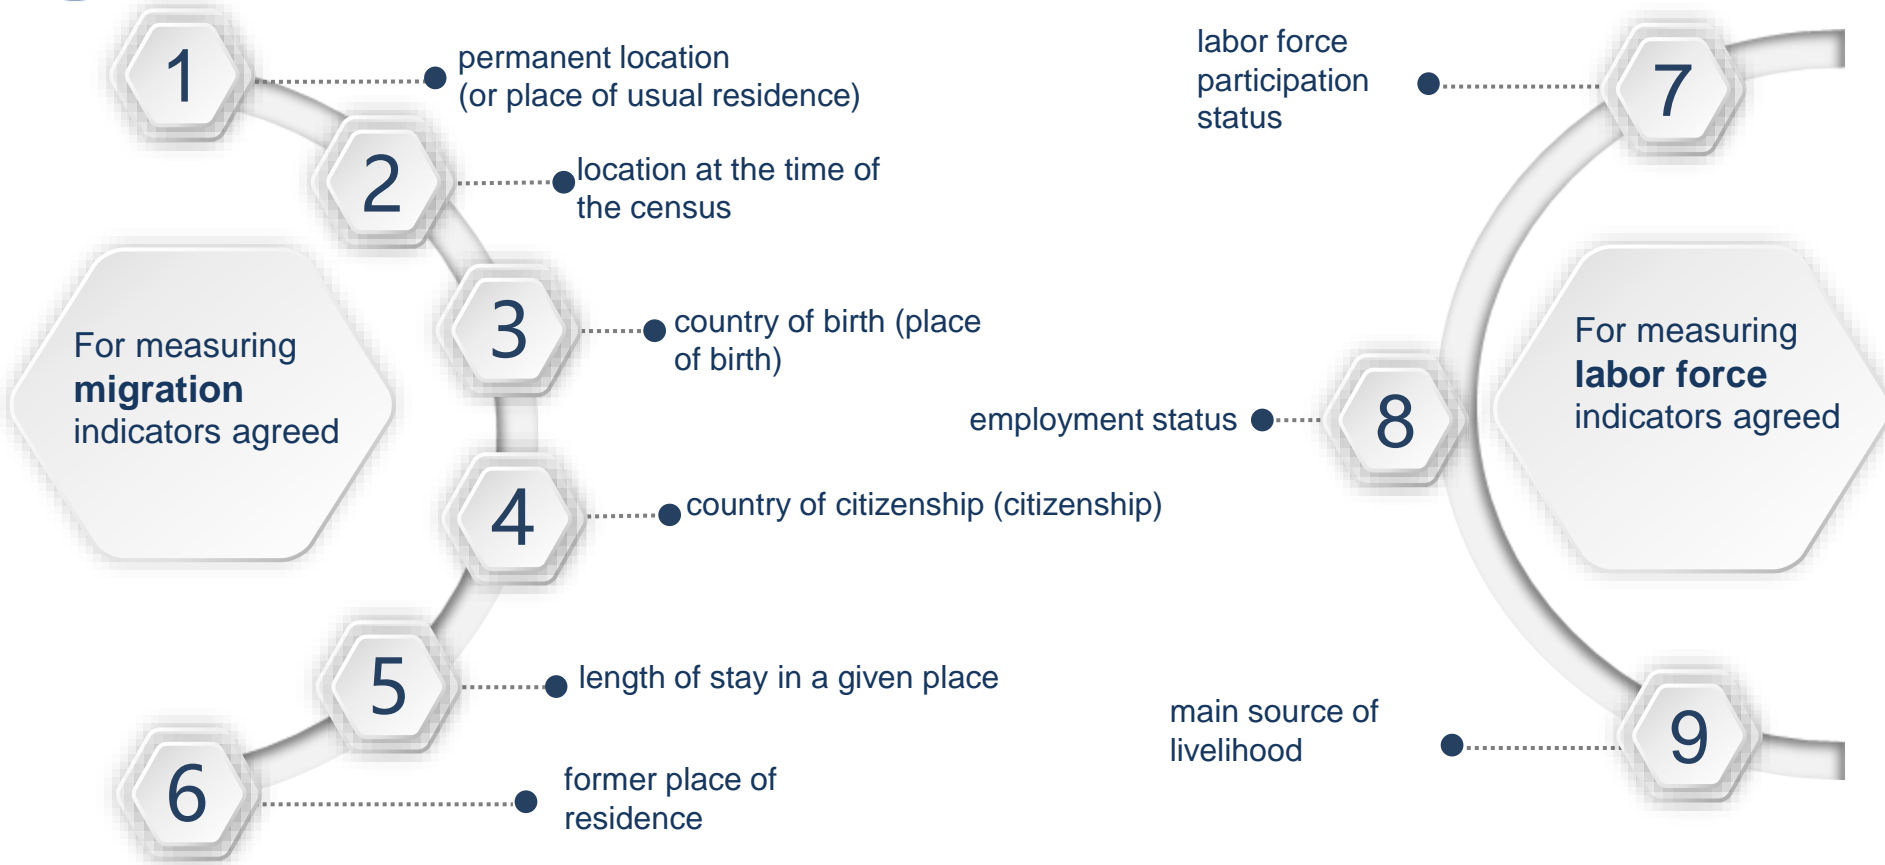 For measuring
migration
indicators agreed
1
permanent location
(or place of usual residence)
2
location at the time of
the census
3
country of birth (place
of birth)
4
country of citizenship (citizenship)
5
length of stay in a given place
6
former place of
residence
For measuring
labor force
indicators agreed
7
labor force
participation
status
8
employment status
9
main source of
livelihood